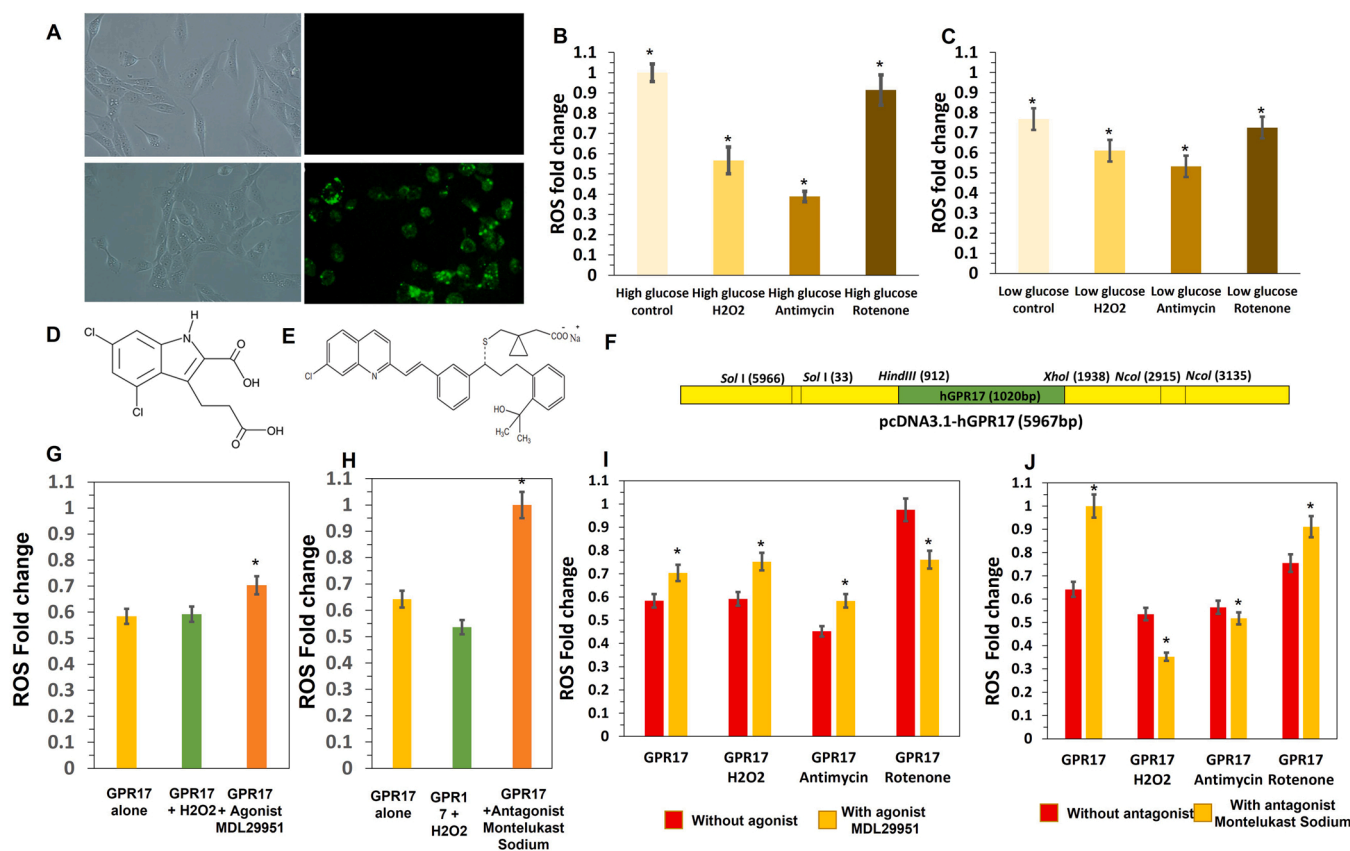 A
B
ROS fold change
1.1
1
0.9
0.8
0.7
0.6
0.5
0.4
0.3
0.2
0.1
0
*
*
*
*
High glucose High glucose High glucose High glucose
control H2O2 Antimycin Rotenone
C
ROS fold change
1.1
1
0.9
0.8
0.7
0.6
0.5
0.4
0.3
0.2
0.1
0
*
*
*
*
Low glucose Low glucose Low glucose Low glucose
control H2O2 Antimycin Rotenone
D
H
N
Cl
O
OH
Cl
O
OH
E
S
COO⁻ Na⁺
Cl
N
HO
H₃C CH₃
F
Sol I (5966) Sol I (33) HindIII (912) XhoI (1938) NcoI (2915) NcoI (3135)
hGPR17 (1020bp)
pcDNA3.1-hGPR17 (5967bp)
G
ROS Fold change
1.1
1
0.9
0.8
0.7
0.6
0.5
0.4
0.3
0.2
0.1
0
*
GPR17 GPR17 GPR17
alone + H2O2 + Agonist
MDL29951
H
ROS Fold change
1.1
1
0.9
0.8
0.7
0.6
0.5
0.4
0.3
0.2
0.1
0
*
GPR17 GPR1 GPR17
alone 7 + +Antagonist
H2O2 Montelukast
Sodium
I
ROS Fold change
1.1
1
0.9
0.8
0.7
0.6
0.5
0.4
0.3
0.2
0.1
0
*
*
*
*
GPR17 GPR17 GPR17 GPR17
H2O2 Antimycin Rotenone
Without agonist
With agonist
MDL29951
J
ROS Fold change
1.1
1
0.9
0.8
0.7
0.6
0.5
0.4
0.3
0.2
0.1
0
*
*
*
*
GPR17 GPR17 GPR17 GPR17
H2O2 Antimycin Rotenone
Without antagonist
With antagonist
Montelukast Sodium